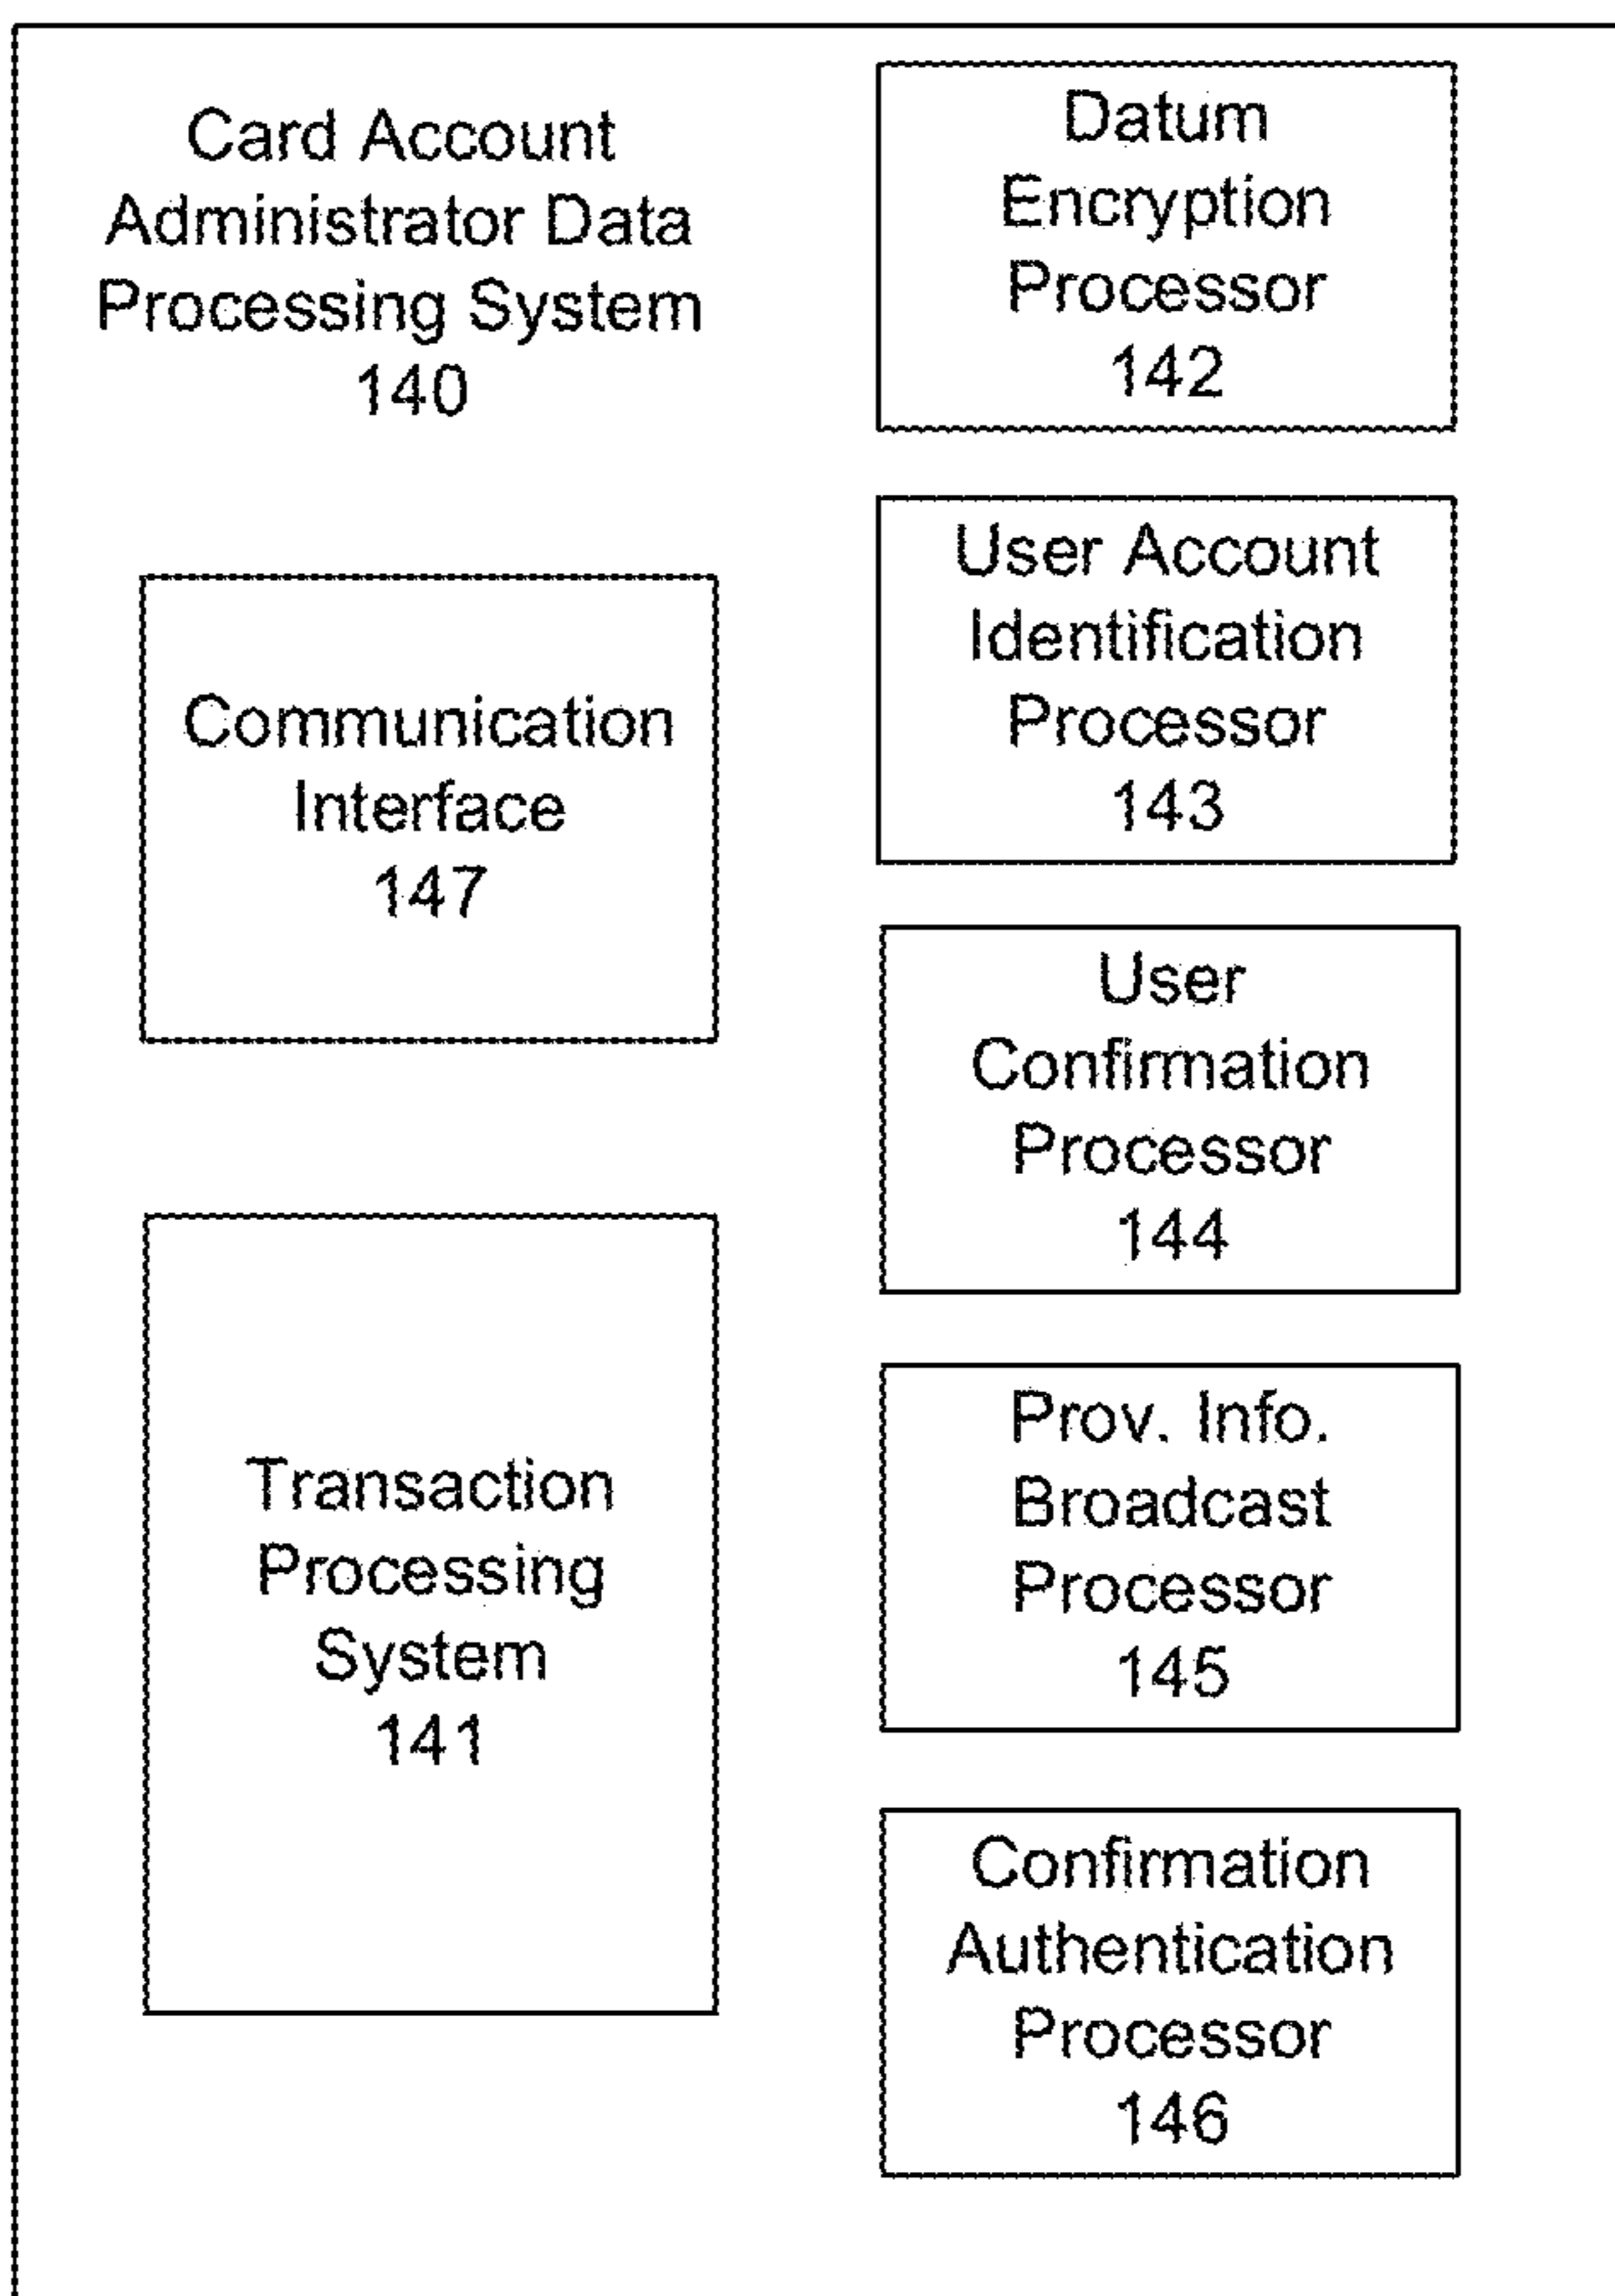 Card Account
Administrator Data
Processing System
140
Communication
Interface
147
Transaction
Processing
System
141
Datum
Encryption
Processor
142
User Account
Identification
Processor
143
User
Confirmation
Processor
144
Prov. Info.
Broadcast
Processor
145
Confirmation
Authentication
Processor
146